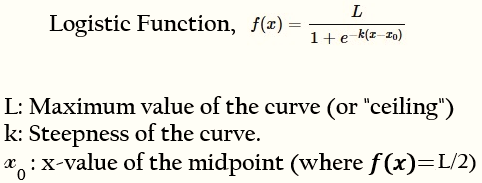 Logistic Function, f(x) = L / (1 + e^{-k(x-x₀)})
L: Maximum value of the curve (or "ceiling")
k: Steepness of the curve.
x₀ : x-value of the midpoint (where f(x)=L/2)